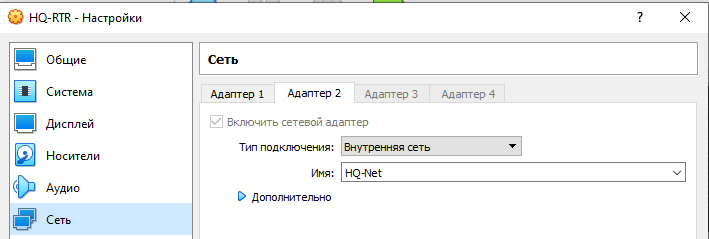 HQ-RTR - Настройки
? ×
Общие
Система
Дисплей
Носители
Аудио
Сеть
Сеть
Адаптер 1 Адаптер 2 Адаптер 3 Адаптер 4
Включить сетевой адаптер
Тип подключения: Внутренняя сеть
Имя: HQ-Net
Дополнительно